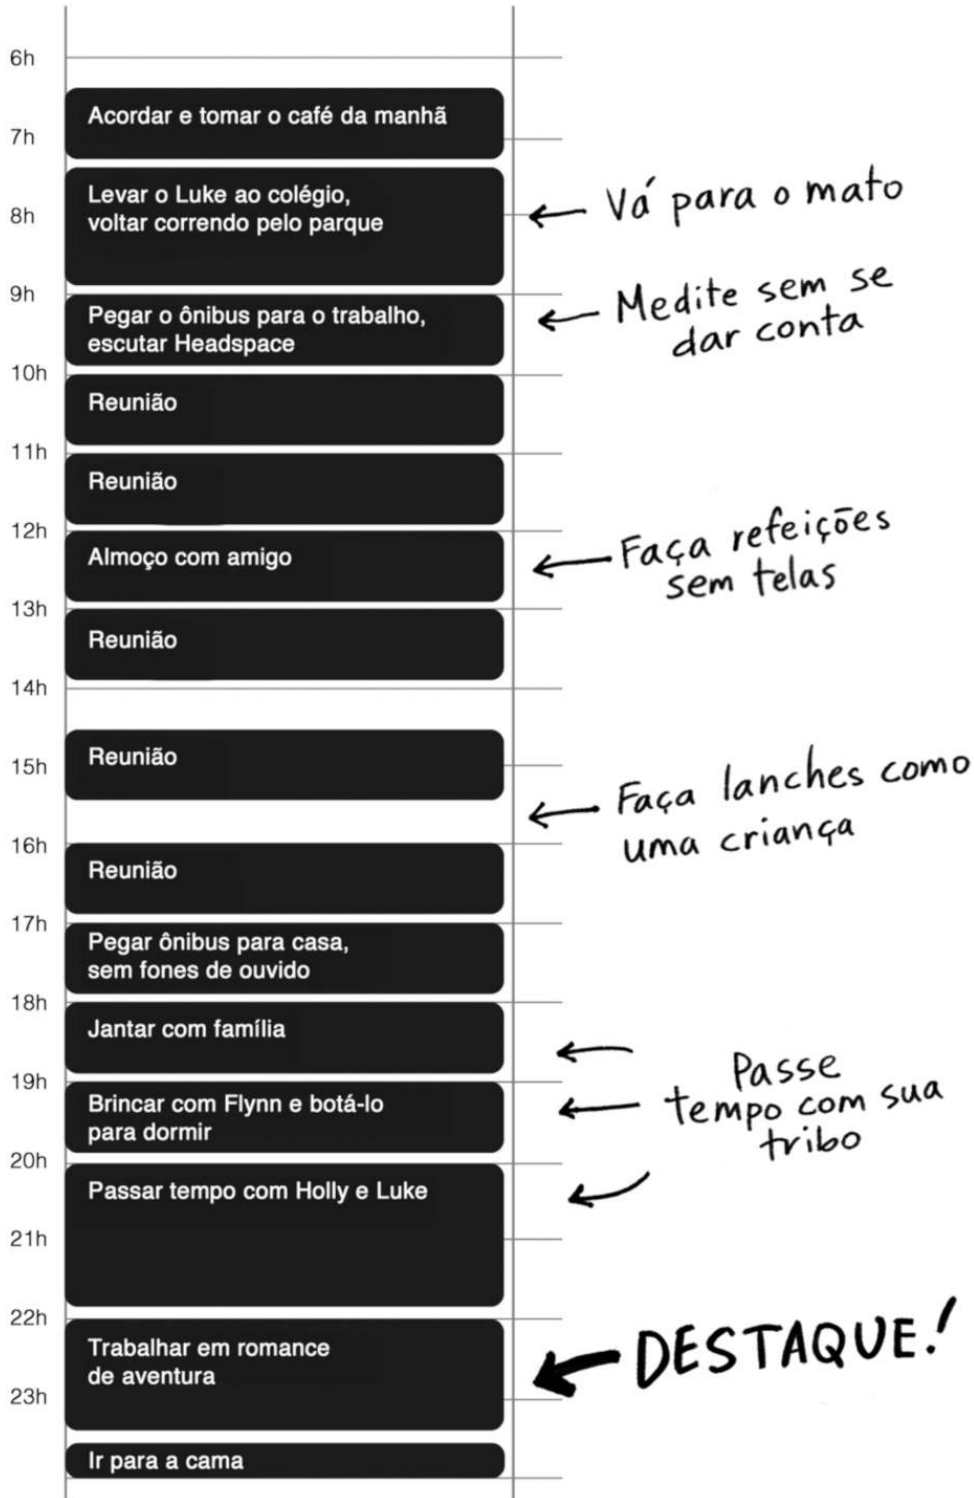 6h
Acordar e tomar o café da manhã
7h
Levar o Luke ao colégio,
voltar correndo pelo parque
8h
Vá para o mato
9h
Pegar o ônibus para o trabalho,
escutar Headspace
Medite sem se
dar conta
10h
Reunião
11h
Reunião
12h
Almoço com amigo
Faça refeições
sem telas
13h
Reunião
14h
Reunião
15h
Faça lanches como
uma criança
16h
Reunião
17h
Pegar ônibus para casa,
sem fones de ouvido
18h
Jantar com família
Passe
tempo com sua
tribo
19h
Brincar com Flynn e botá-lo
para dormir
20h
Passar tempo com Holly e Luke
21h
22h
Trabalhar em romance
de aventura
DESTAQUE!
23h
Ir para a cama